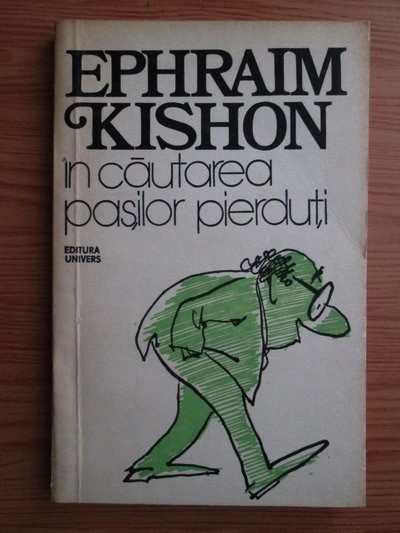 EPHRAIM
KISHON
în căutarea
pașilor pierduți
EDITURA
UNIVERS